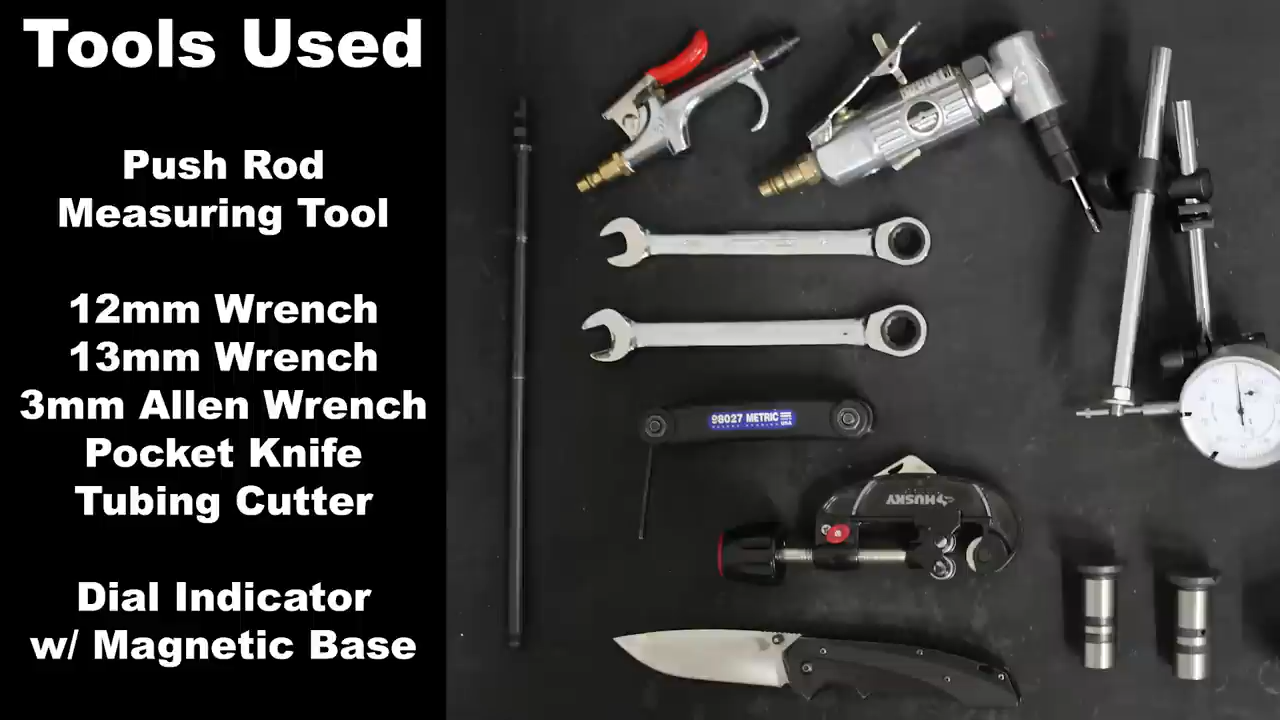 Tools Used
Push Rod
Measuring Tool
12mm Wrench
13mm Wrench
3mm Allen Wrench
Pocket Knife
Tubing Cutter
Dial Indicator
w/ Magnetic Base
98027 METRIC
USA
HUSKY